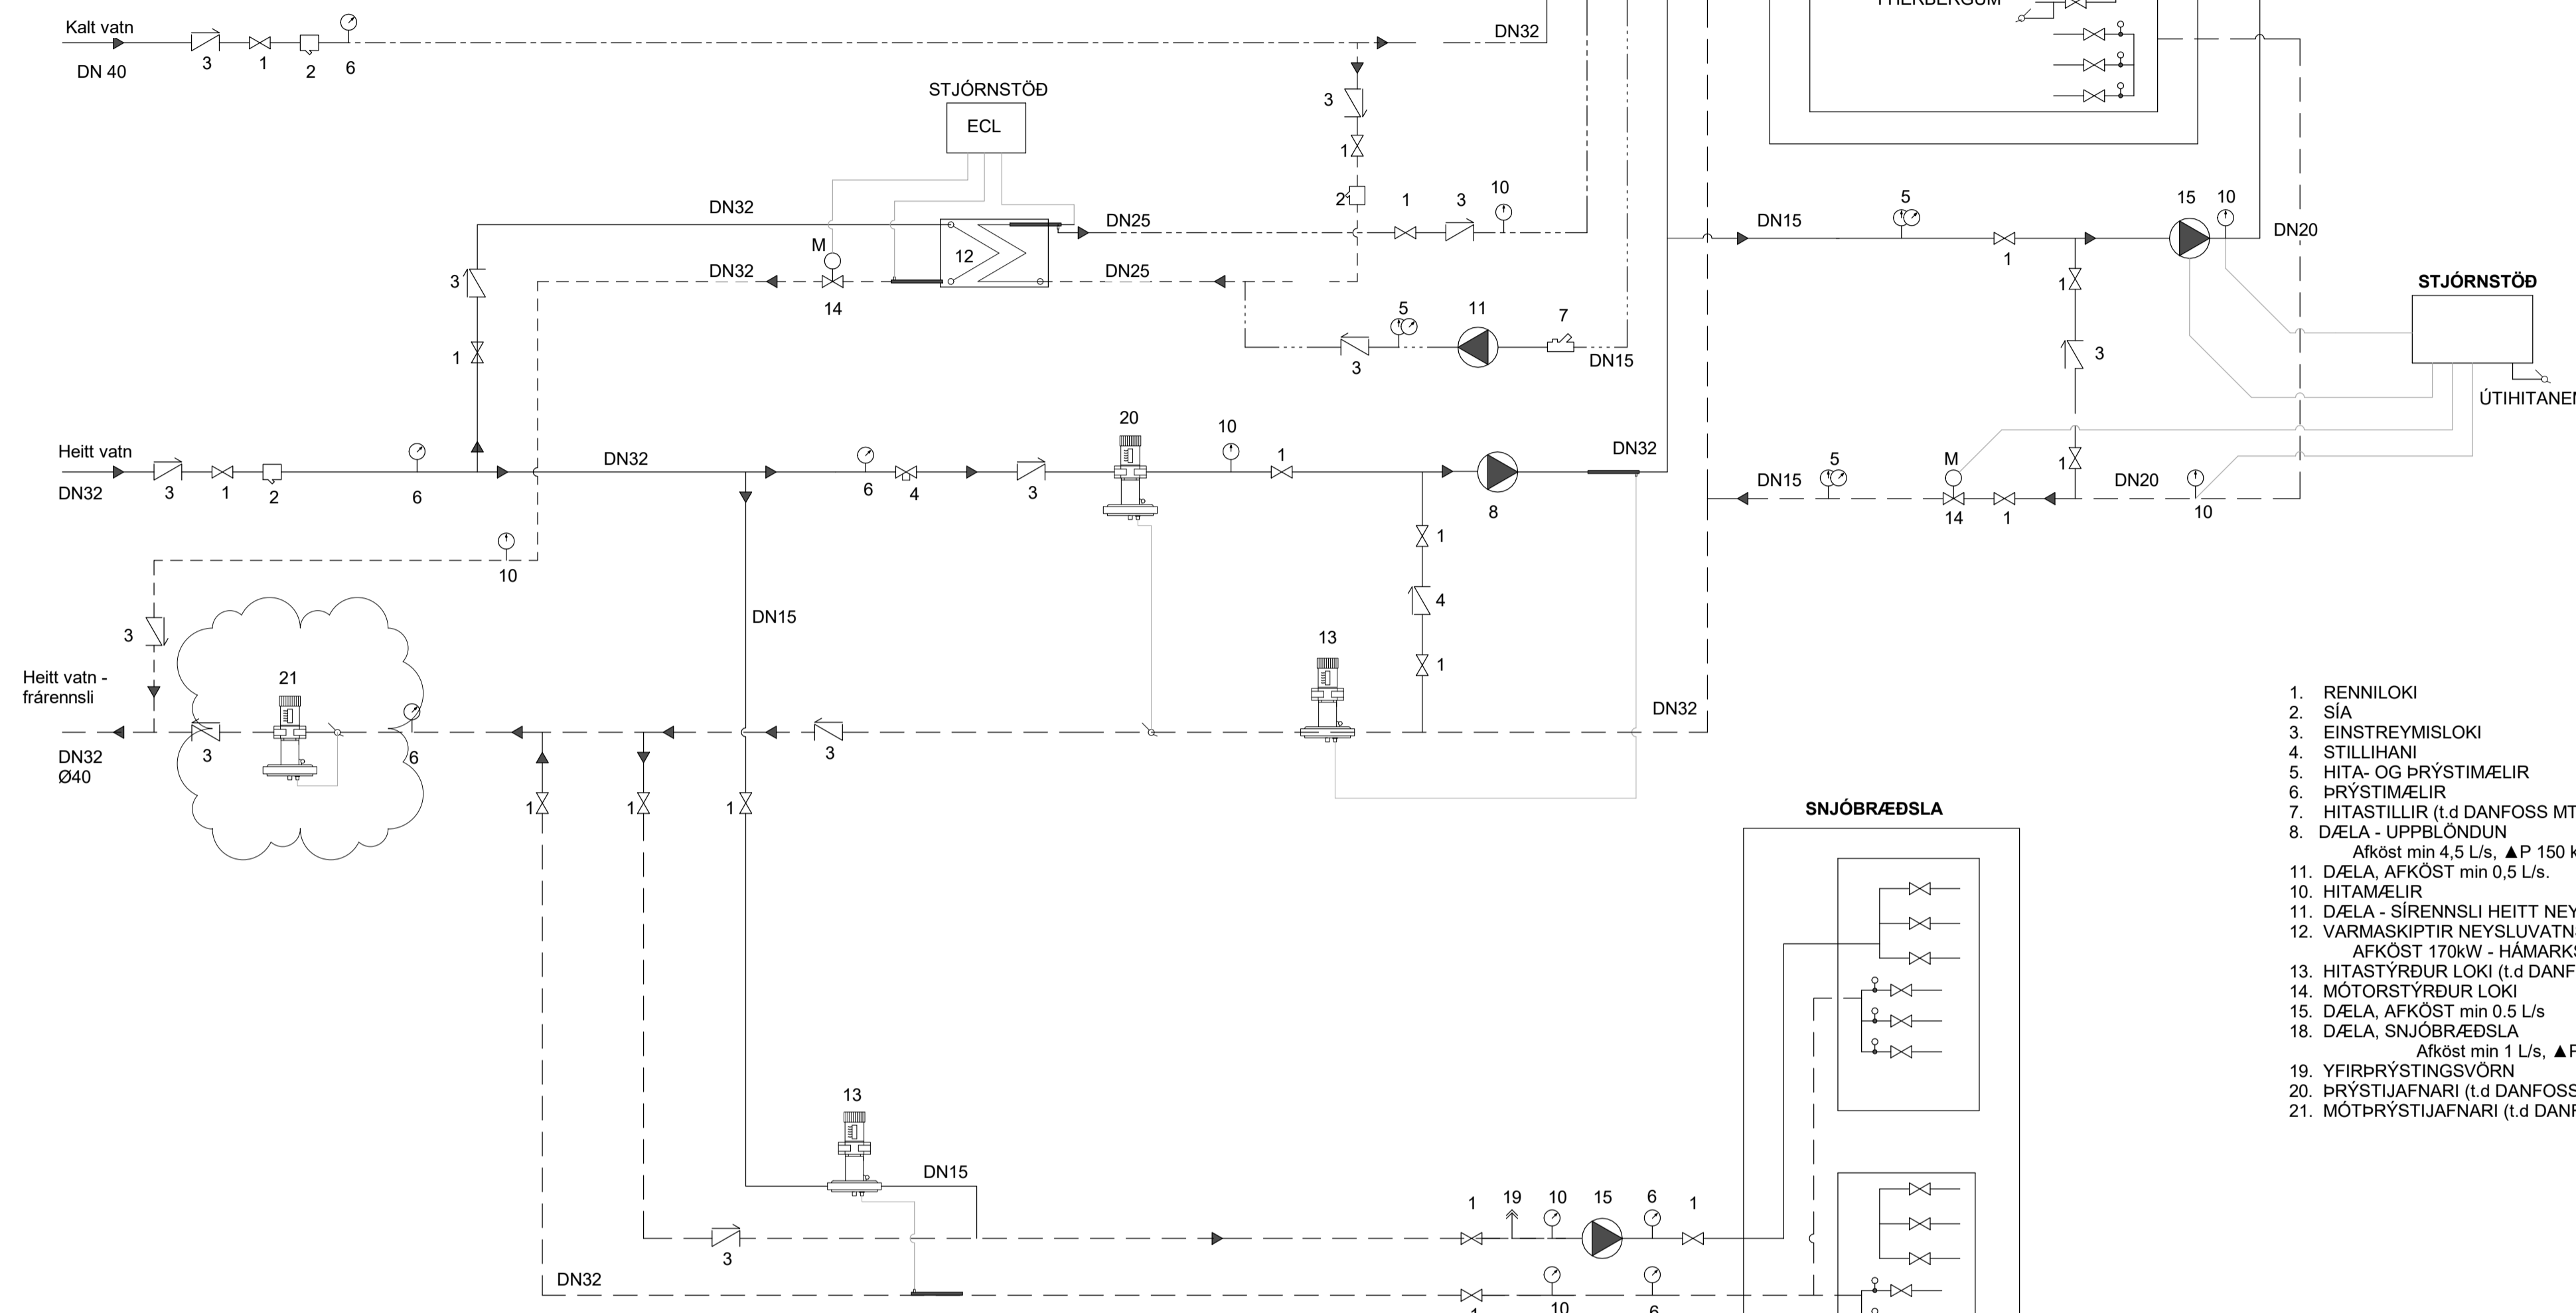 Í HERBERGJUM
Kalt vatn
DN 40
3
1
2
6
DN32
STJÓRNSTÖÐ
ECL
3
1
2
DN32
DN25
1
3
10
M
12
DN32
DN25
14
3
1
5
11
7
3
DN15
DN15
5
1
15
10
DN20
1
3
1
STJÓRNSTÖÐ
DN15
5
M
14
1
DN20
10
Heitt vatn
DN32
3
1
2
6
DN32
6
4
3
20
10
1
8
DN32
10
1
4
1
DN15
3
Heitt vatn -
frárennsli
DN32
Ø40
3
21
6
3
13
DN32
1
1
1
SNJÓBRÆÐSLA
13
DN15
3
DN32
1
19
10
15
6
1
10
6
1. RENNILOKI
2. SÍA
3. EINSTREYMISLOKI
4. STILLIHANI
5. HITA- OG ÞRÝSTIMÆLIR
6. ÞRÝSTIMÆLIR
7. HITASTILLIR (t.d DANFOSS MT
8. DÆLA - UPPBLÖNDUN
Afköst min 4,5 L/s, ▲P 150 k
11. DÆLA, AFKÖST min 0,5 L/s.
10. HITAMÆLIR
11. DÆLA - SÍRENNSLI HEITT NEY
12. VARMASKIPTIR NEYSLUVATN
AFKÖST 170kW - HÁMARKS
13. HITASTÝRÐUR LOKI (t.d DANF
14. MÓTORSTÝRÐUR LOKI
15. DÆLA, AFKÖST min 0.5 L/s
18. DÆLA, SNJÓBRÆÐSLA
Afköst min 1 L/s, ▲P
19. YFIRÞRÝSTINGSVÖRN
20. ÞRÝSTIJAFNARI (t.d DANFOSS
21. MÓTÞRÝSTIJAFNARI (t.d DANF